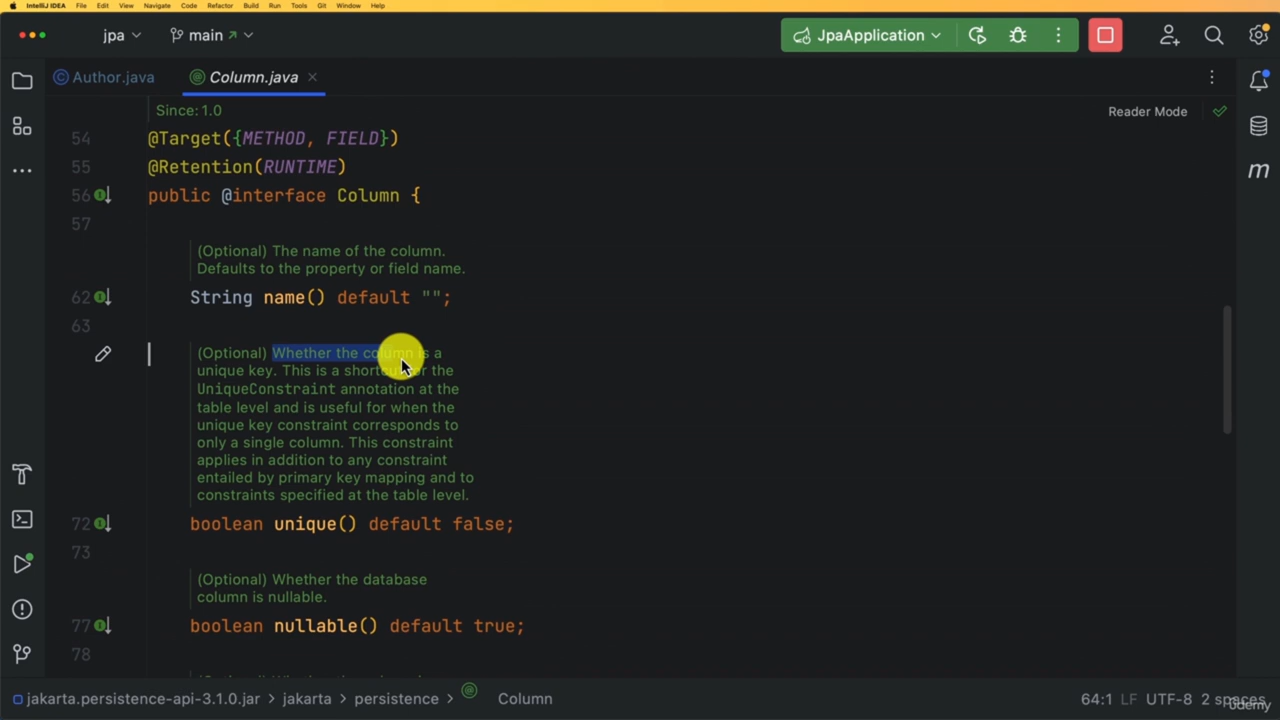 IntelliJ IDEA File Edit View Navigate Code Refactor Build Run Tools Git Window Help
jpa main JpaApplication
Author.java Column.java
Since: 1.0
Reader Mode
54 @Target({METHOD, FIELD})
55 @Retention(RUNTIME)
56 public @interface Column {
57
(Optional) The name of the column.
Defaults to the property or field name.
62 String name() default "";
63
(Optional) Whether the column is a
unique key. This is a shortcut for the
UniqueConstraint annotation at the
table level and is useful for when the
unique key constraint corresponds to
only a single column. This constraint
applies in addition to any constraint
entailed by primary key mapping and to
constraints specified at the table level.
72 boolean unique() default false;
73
(Optional) Whether the database
column is nullable.
77 boolean nullable() default true;
78
jakarta.persistence-api-3.1.0.jar jakarta persistence Column 64:1 LF UTF-8 2 spaces
udemy